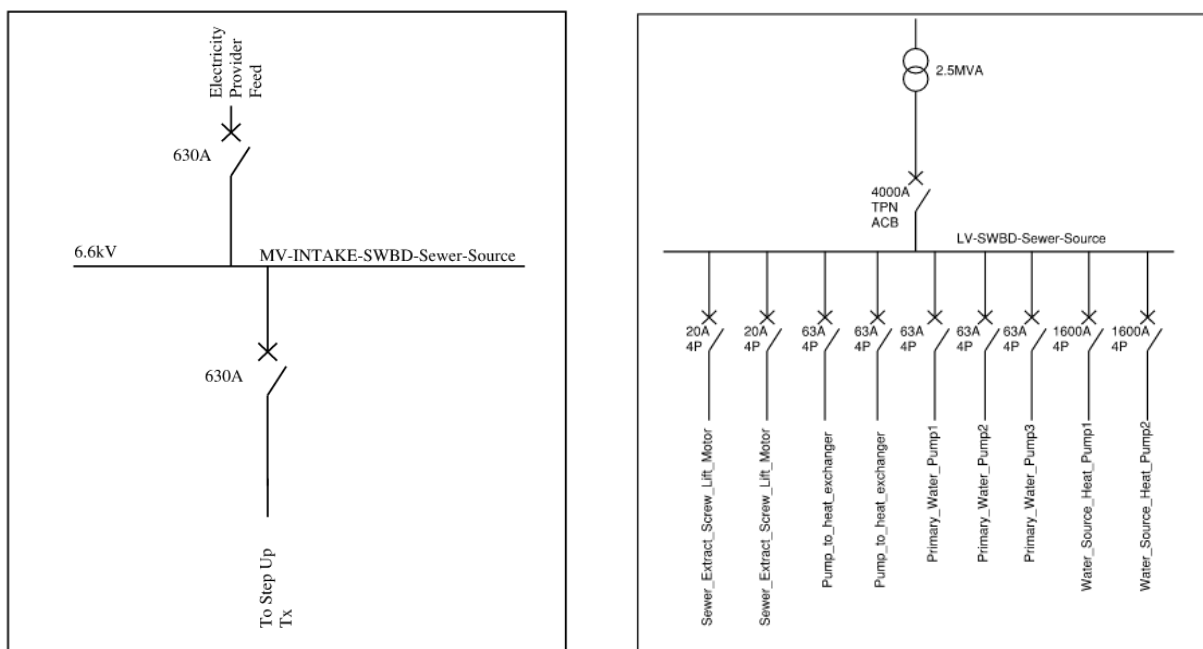 Electricity
Provider
Feed
630A
6.6kV
MV-INTAKE-SWBD-Sewer-Source
630A
To Step Up
Tx
2.5MVA
4000A
TPN
ACB
LV-SWBD-Sewer-Source
20A
4P
20A
4P
63A
4P
63A
4P
63A
4P
63A
4P
63A
4P
1600A
4P
1600A
4P
Sewer_Extract_Screw_Lift_Motor
Sewer_Extract_Screw_Lift_Motor
Pump_to_heat_exchanger
Pump_to_heat_exchanger
Primary_Water_Pump1
Primary_Water_Pump2
Primary_Water_Pump3
Water_Source_Heat_Pump1
Water_Source_Heat_Pump2